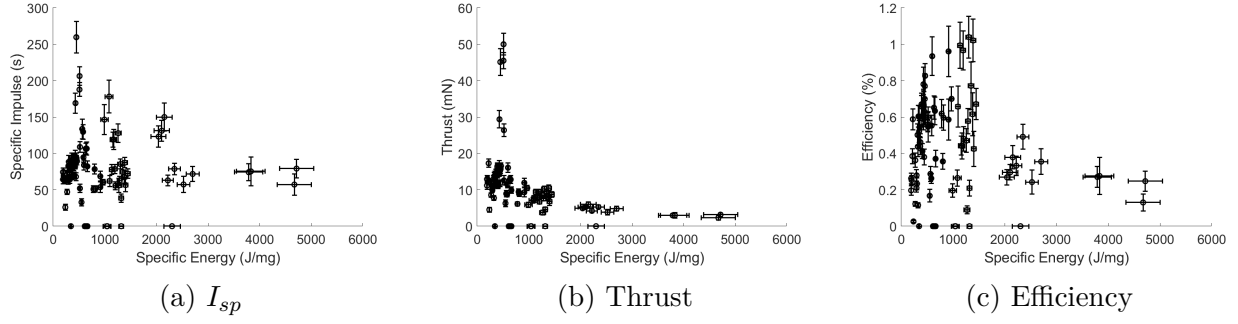 300
250
200
150
100
50
0
Specific Impulse (s)
0 1000 2000 3000 4000 5000 6000
Specific Energy (J/mg)
(a) I_{sp}
60
50
40
30
20
10
0
Thrust (mN)
0 1000 2000 3000 4000 5000 6000
Specific Energy (J/mg)
(b) Thrust
1.2
1
0.8
0.6
0.4
0.2
0
Efficiency (%)
0 1000 2000 3000 4000 5000 6000
Specific Energy (J/mg)
(c) Efficiency